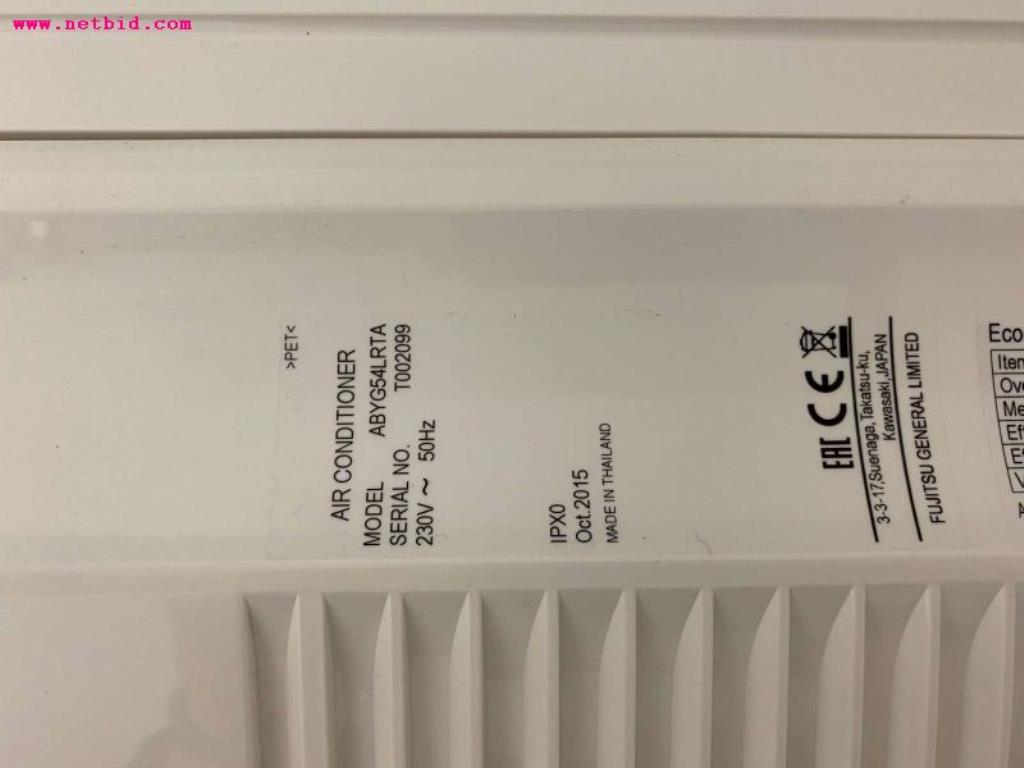 www.netbid.com
>PET<
AIR CONDITIONER
MODEL ABYG54LRTA
SERIAL NO. T002099
230V ~ 50Hz
IPX0
Oct.2015
MADE IN THAILAND
EAC CE
3-3-17,Suenaga,Takatsu-ku,
Kawasaki,JAPAN
FUJITSU GENERAL LIMITED
Eco